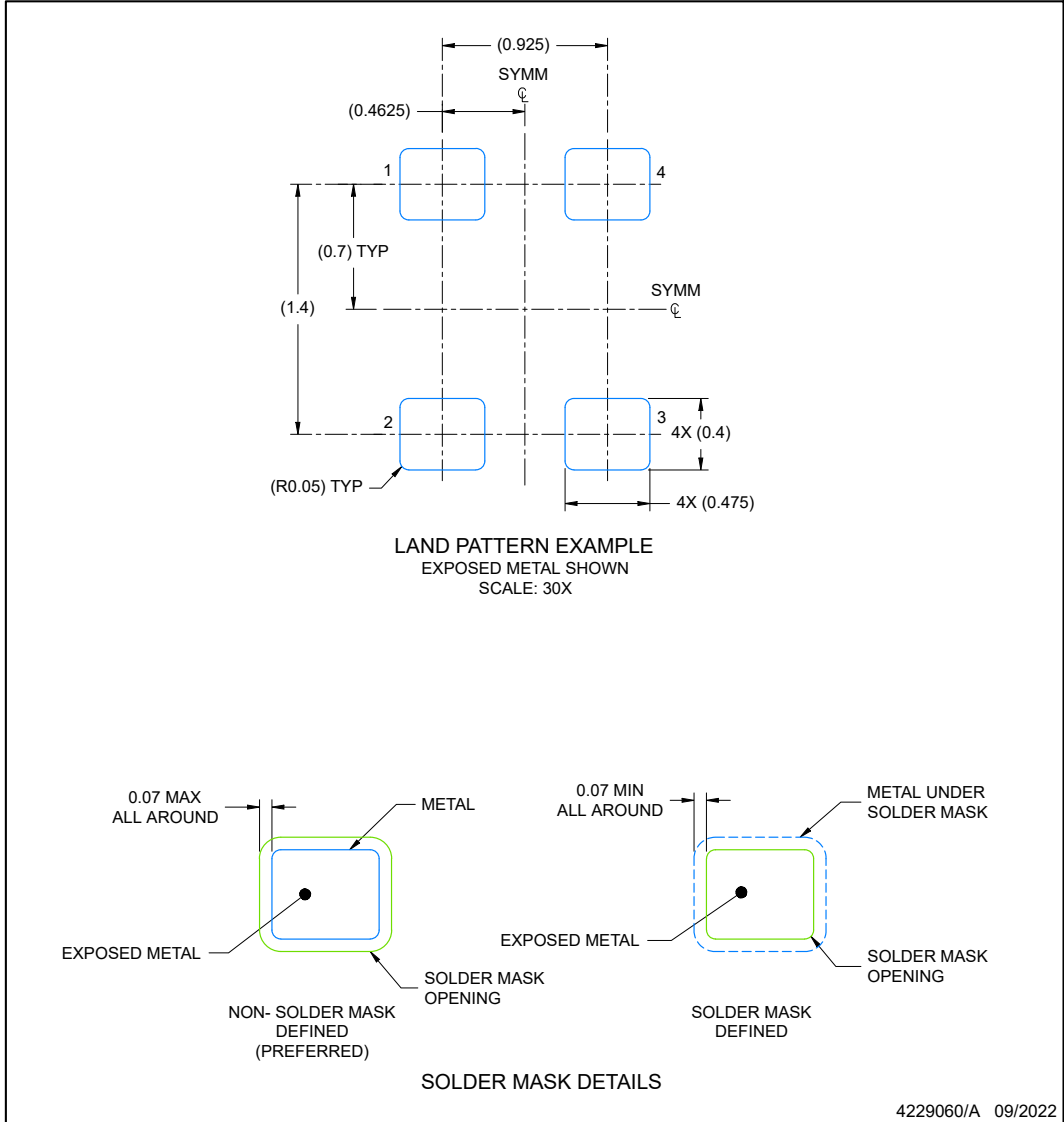 (0.925)
SYMM
℄
(0.4625)
1
4
(0.7) TYP
SYMM
℄
(1.4)
2
3
4X (0.4)
(R0.05) TYP
4X (0.475)
LAND PATTERN EXAMPLE
EXPOSED METAL SHOWN
SCALE: 30X
0.07 MAX
ALL AROUND
METAL
EXPOSED METAL
SOLDER MASK
OPENING
NON- SOLDER MASK
DEFINED
(PREFERRED)
0.07 MIN
ALL AROUND
METAL UNDER
SOLDER MASK
EXPOSED METAL
SOLDER MASK
OPENING
SOLDER MASK
DEFINED
SOLDER MASK DETAILS
4229060/A 09/2022